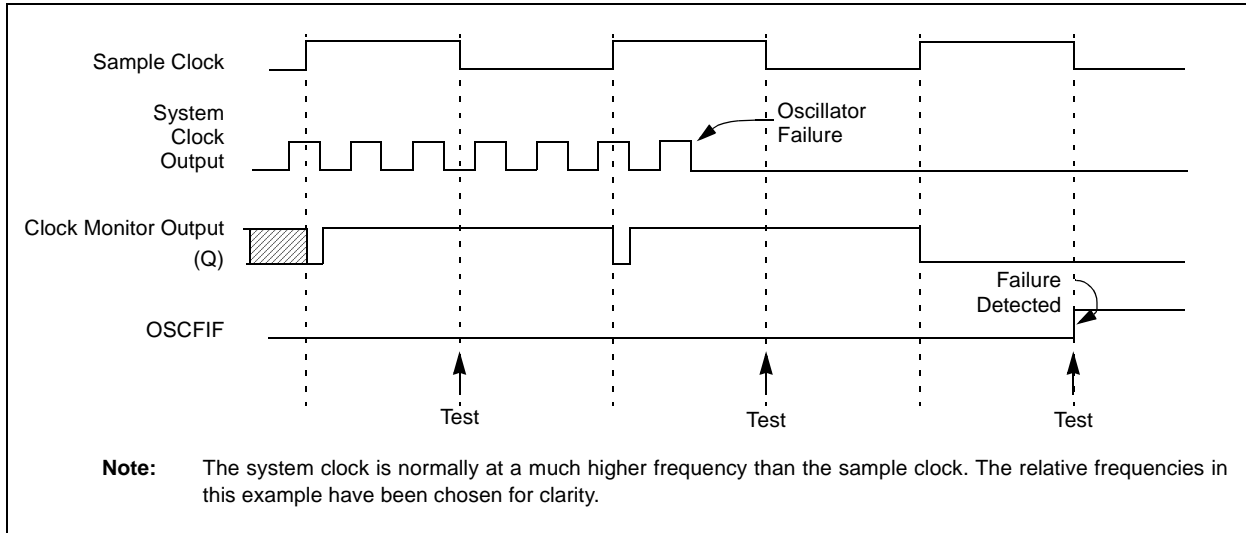 Sample Clock
System
Clock
Output
Oscillator
Failure
Clock Monitor Output
(Q)
Failure
Detected
OSCFIF
Test
Test
Test
Note: The system clock is normally at a much higher frequency than the sample clock. The relative frequencies in
this example have been chosen for clarity.